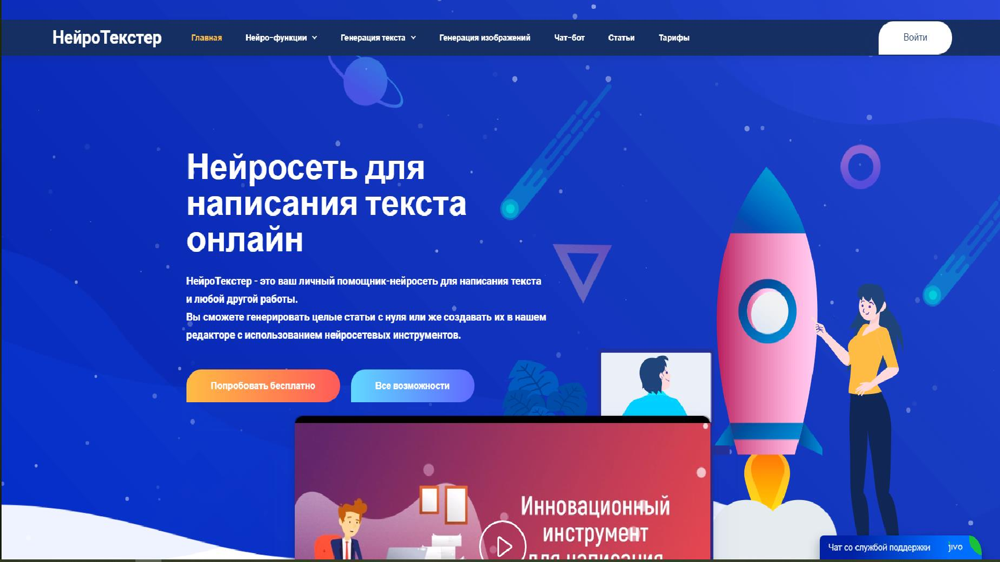 НейроТекстер
Главная
Нейро-функции
Генерация текста
Генерация изображений
Чат-бот
Статьи
Тарифы
Войти
Нейросеть для
написания текста
онлайн
НейроТекстер - это ваш личный помощник-нейросеть для написания текста
и любой другой работы.
Вы сможете генерировать целые статьи с нуля или же создавать их в нашем
редакторе с использованием нейросетевых инструментов.
Попробовать бесплатно
Все возможности
Инновационный
инструмент
для написания
Чат со службой поддержки
jivo